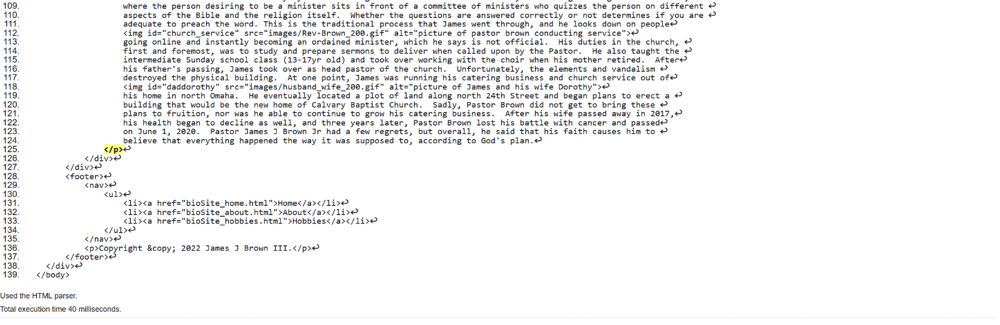 109. where the person desiring to be a minister sits in front of a committee of ministers who quizzes the person on different ↩
110. aspects of the Bible and the religion itself.  Whether the questions are answered correctly or not determines if you are ↩
111. adequate to preach the word. This is the traditional process that James went through, and he looks down on people↩
112. <img id="church_service" src="images/Rev-Brown_200.gif" alt="picture of pastor brown conducting service">↩
113. going online and instantly becoming an ordained minister, which he says is not official.  His duties in the church, ↩
114. first and foremost, was to study and prepare sermons to deliver when called upon by the Pastor.  He also taught the ↩
115. intermediate Sunday school class (13-17yr old) and took over working with the choir when his mother retired.  After↩
116. his father's passing, James took over as head pastor of the church.  Unfortunately, the elements and vandalism ↩
117. destroyed the physical building.  At one point, James was running his catering business and church service out of↩
118. <img id="daddorothy" src="images/husband_wife_200.gif" alt="picture of James and his wife Dorothy">↩
119. his home in north Omaha.  He eventually located a plot of land along north 24th Street and began plans to erect a ↩
120. building that would be the new home of Calvary Baptist Church.  Sadly, Pastor Brown did not get to bring these ↩
121. plans to fruition, nor was he able to continue to grow his catering business.  After his wife passed away in 2017,↩
122. his health began to decline as well, and three years later, Pastor Brown lost his battle with cancer and passed↩
123. on June 1, 2020.  Pastor James J Brown Jr had a few regrets, but overall, he said that his faith causes him to ↩
124. believe that everything happened the way it was supposed to, according to God's plan.↩
125. </p>↩
126. </div>↩
127. </div>↩
128. <footer>↩
129. <nav>↩
130. <ul>↩
131. <li><a href="bioSite_home.html">Home</a></li>↩
132. <li><a href="bioSite_about.html">About</a></li>↩
133. <li><a href="bioSite_hobbies.html">Hobbies</a></li>↩
134. </ul>↩
135. </nav>↩
136. <p>Copyright &copy; 2022 James J Brown III.</p>↩
137. </footer>↩
138. </div>↩
139. </body>
Used the HTML parser.
Total execution time 40 milliseconds.